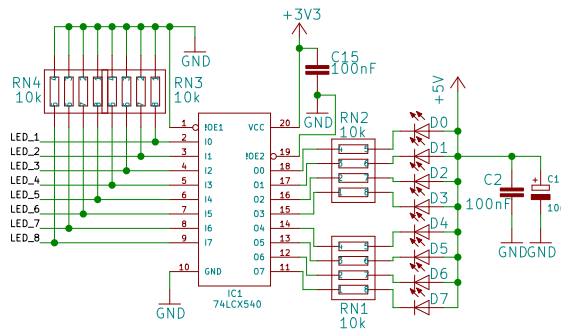 +3V3
GND
C15
100nF
+5V
RN4
10k
RN3
10k
RN2
10k
D0
D1
D2
D3
D4
D5
D6
D7
GND
LED_1
LED_2
LED_3
LED_4
LED_5
LED_6
LED_7
LED_8
1 !OE1 VCC 20
2 I0 !OE2 19
3 I1 O0 18
4 I2 O1 17
5 I3 O2 16
6 I4 O3 15
7 I5 O4 14
8 I6 O5 13
9 I7 O6 12
10 GND O7 11
IC1
74LCX540
GND
RN1
10k
C2
100nF
+
C1
10
GND
GND